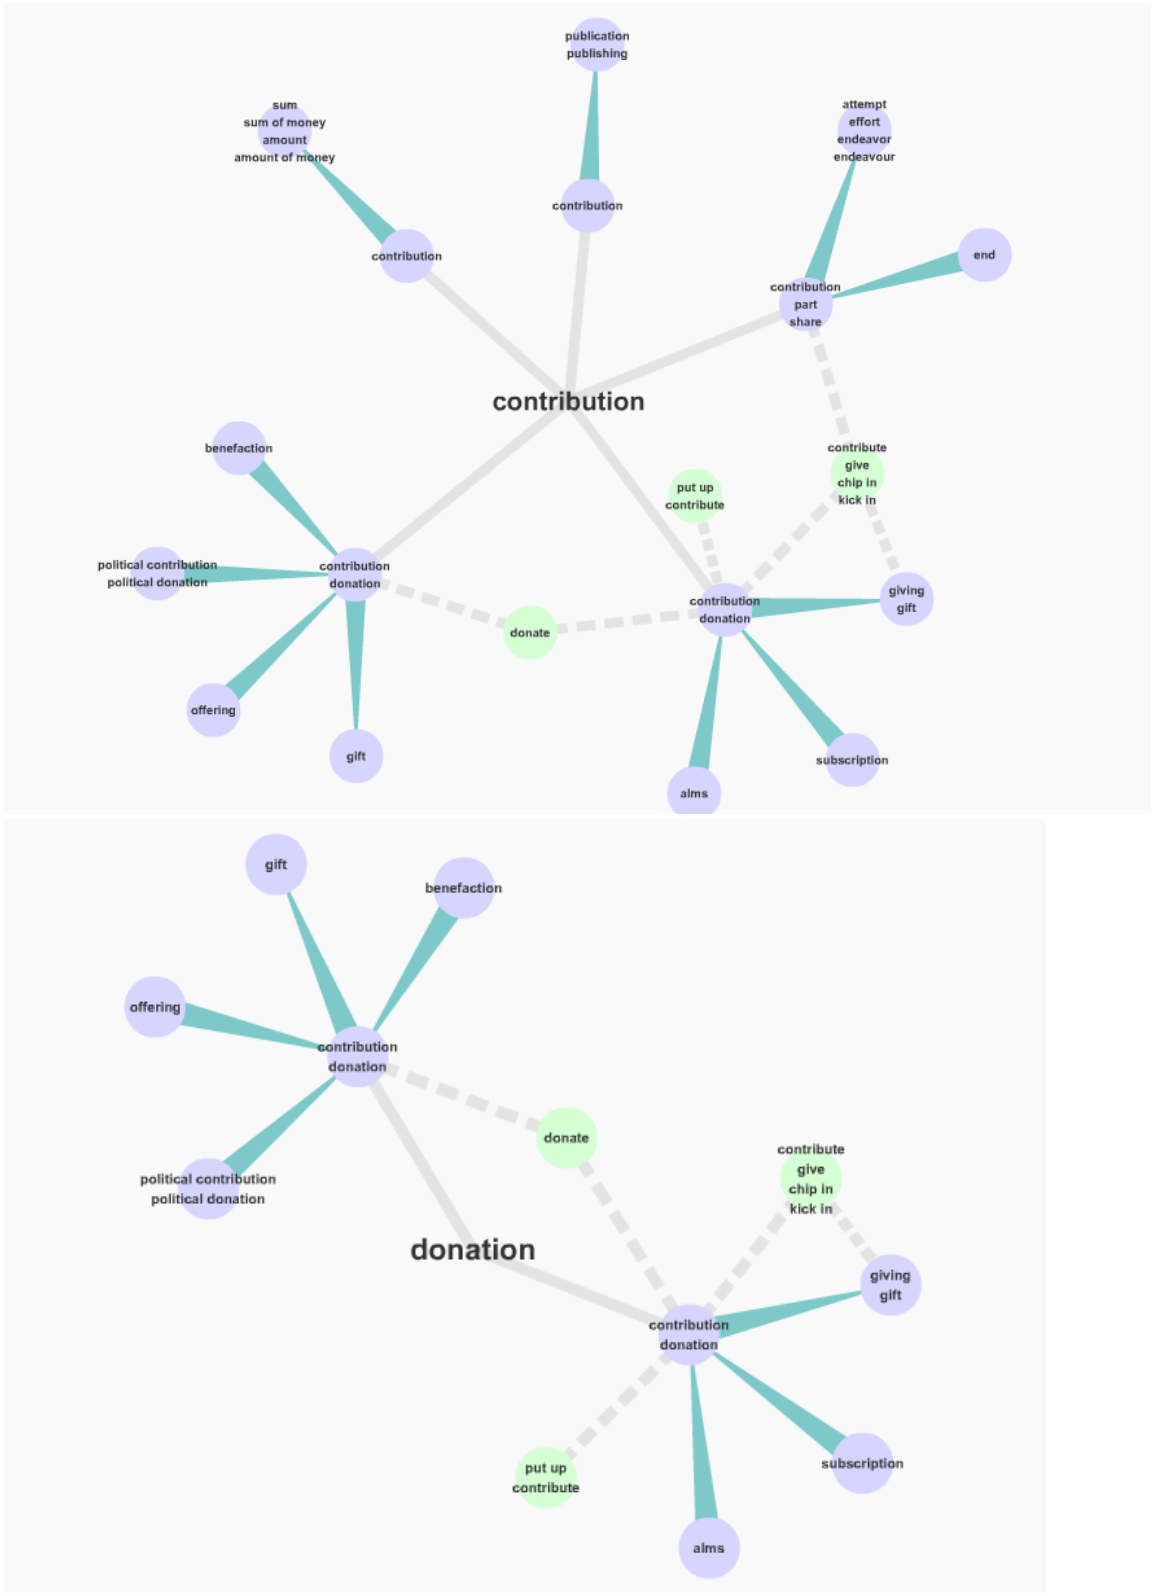 publication
publishing
sum
sum of money
amount
amount of money
attempt
effort
endeavor
endeavour
contribution
contribution
end
contribution
part
share
contribution
benefaction
contribute
give
chip in
kick in
put up
contribute
political contribution
political donation
contribution
donation
giving
gift
contribution
donation
donate
offering
gift
subscription
alms
gift
benefaction
offering
contribution
donation
donate
contribute
give
chip in
kick in
political contribution
political donation
donation
giving
gift
contribution
donation
subscription
put up
contribute
alms